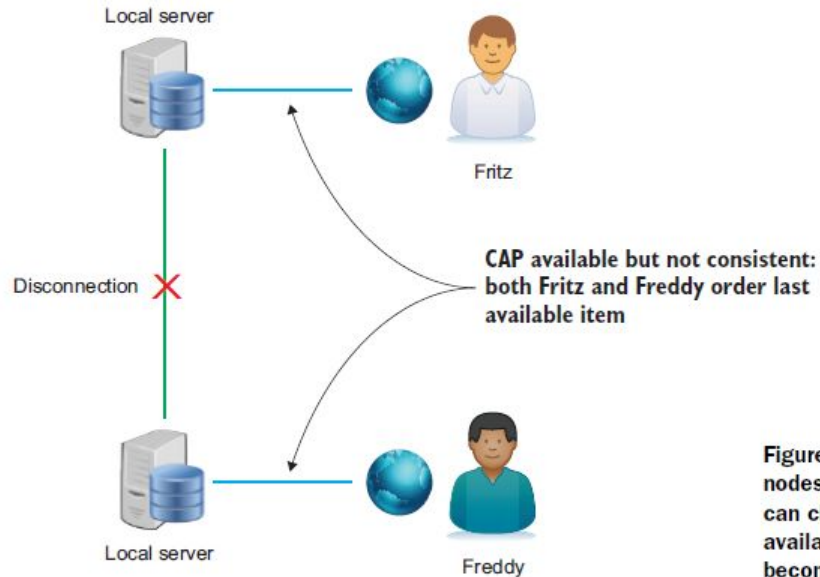 Local server
Fritz
Disconnection
CAP available but not consistent:
both Fritz and Freddy order last
available item
Local server
Freddy
Figure
nodes
can c
availa
becon